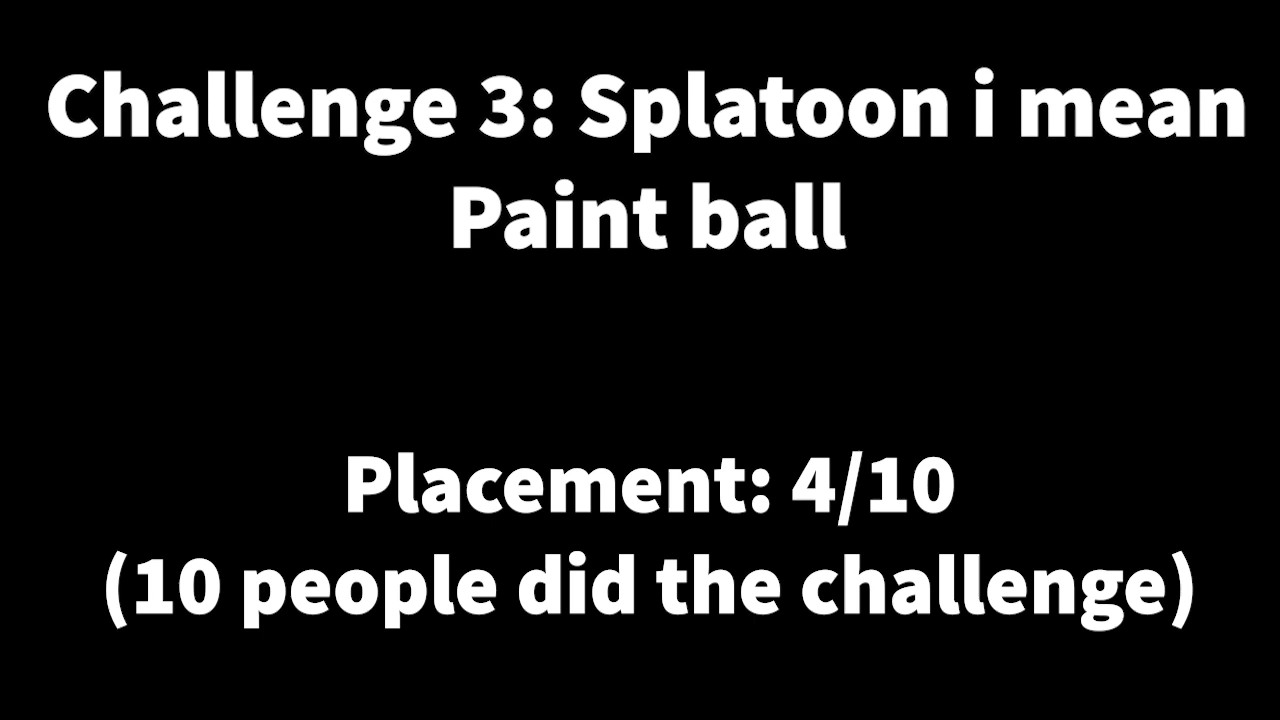 Challenge 3: Splatoon i mean
Paint ball
Placement: 4/10
(10 people did the challenge)